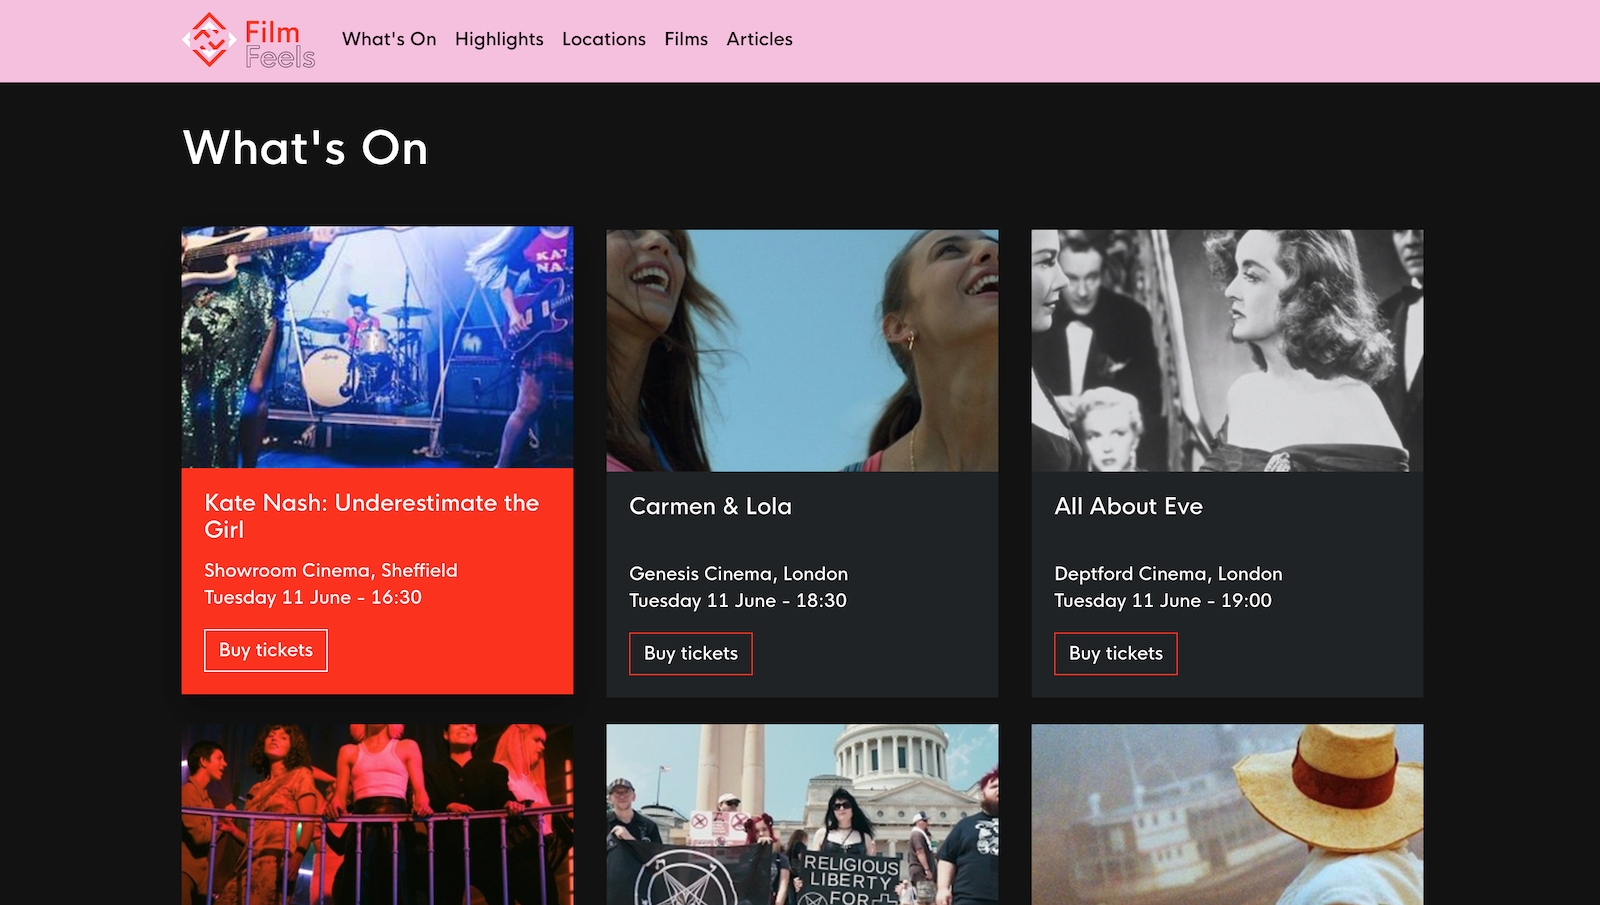 Film
Feels
What's On
Highlights
Locations
Films
Articles
What's On
KAT
NA
Kate Nash: Underestimate the
Girl
Showroom Cinema, Sheffield
Tuesday 11 June - 16:30
Buy tickets
Carmen & Lola
Genesis Cinema, London
Tuesday 11 June - 18:30
Buy tickets
All About Eve
Deptford Cinema, London
Tuesday 11 June - 19:00
Buy tickets
RELIGIOUS
LIBERTY
FOR